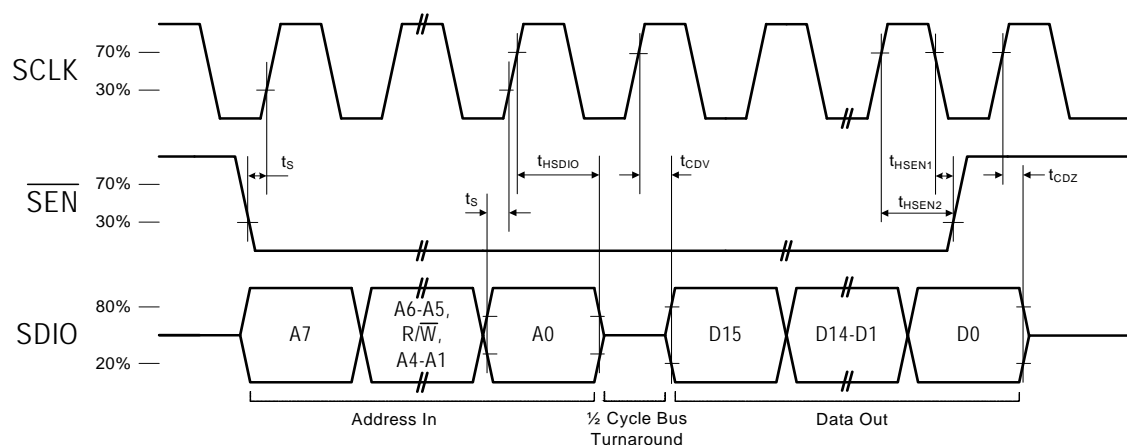 SCLK
70%
30%
SEN
70%
30%
tS
tS
tHSDIO
tCDV
tHSEN1
tHSEN2
tCDZ
SDIO
80%
20%
A7
A6-A5,
R/W,
A4-A1
A0
D15
D14-D1
D0
Address In
½ Cycle Bus
Turnaround
Data Out